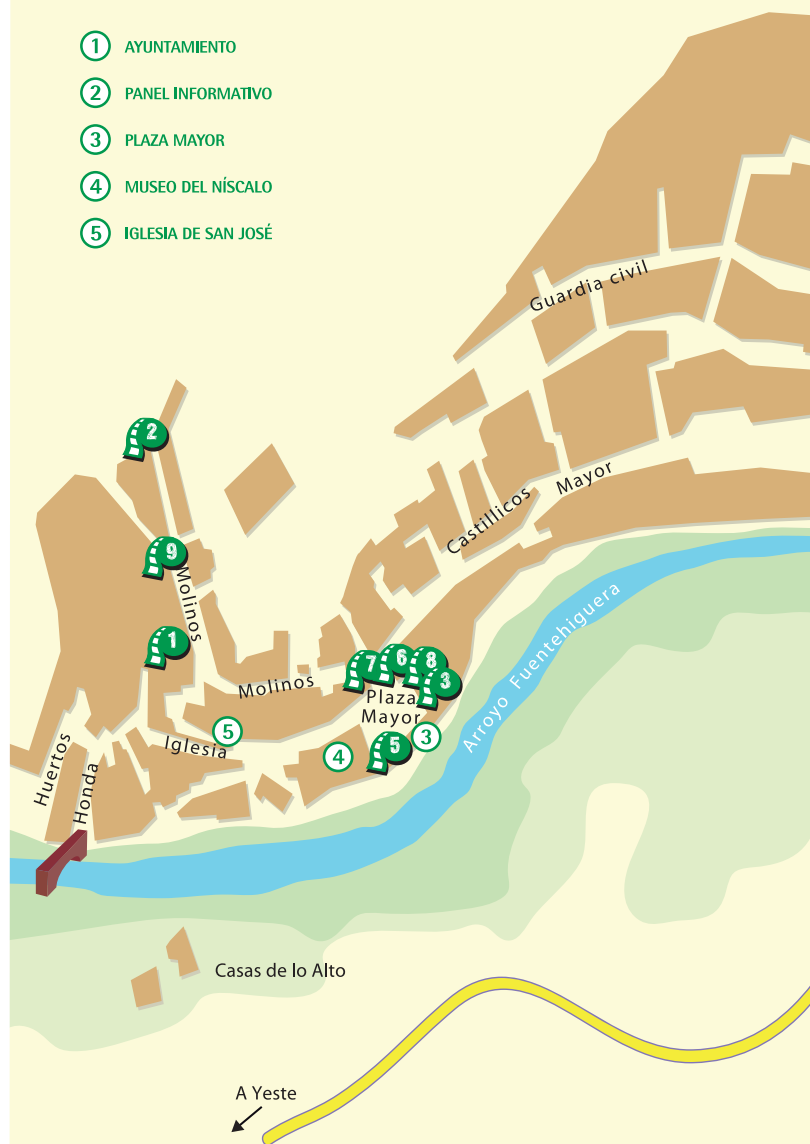 1 AYUNTAMIENTO
2 PANEL INFORMATIVO
3 PLAZA MAYOR
4 MUSEO DEL NÍSCALO
5 IGLESIA DE SAN JOSÉ
Guardia civil
2
Mayor
Castillicos
9
Molinos
Arroyo Fuentehiguera
1
7
6
8
3
Molinos
Plaza
Mayor
5
3
5
4
Iglesia
Huertos
Honda
Casas de lo Alto
A Yeste